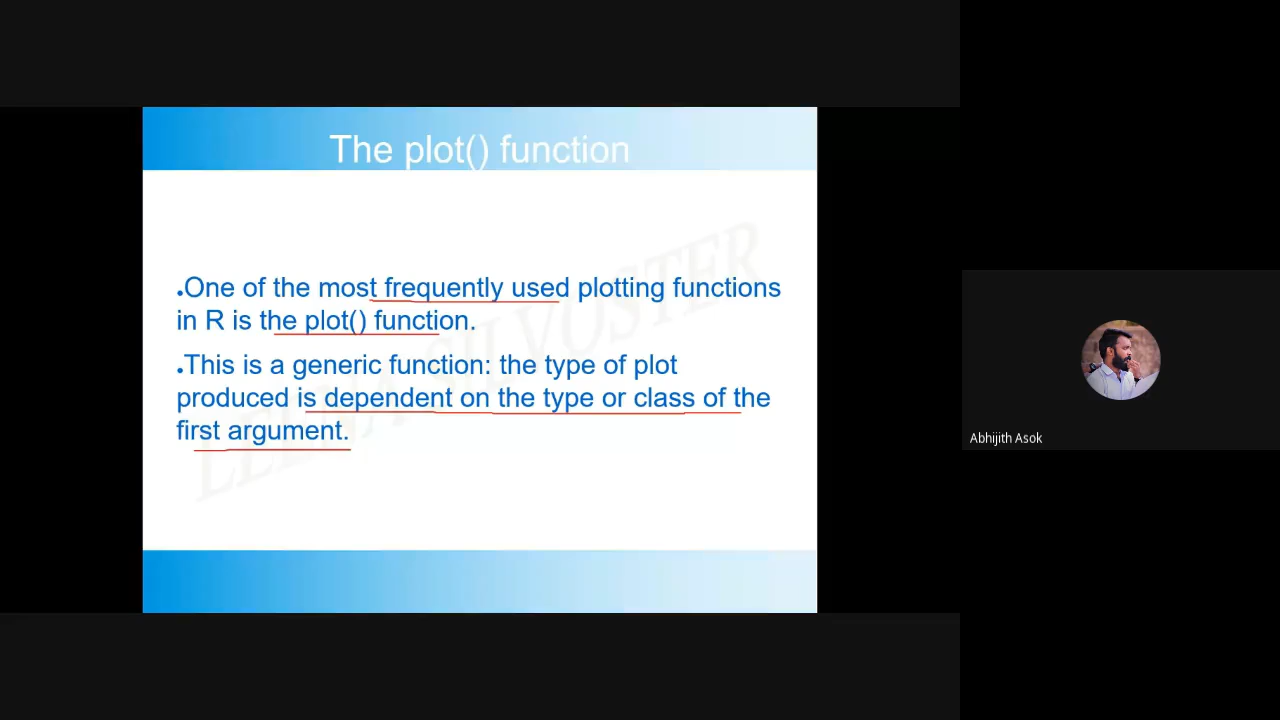 The plot() function
●One of the most frequently used plotting functions
in R is the plot() function.
●This is a generic function: the type of plot
produced is dependent on the type or class of the
first argument.
LEENA SILVOSTER
Abhijith Asok